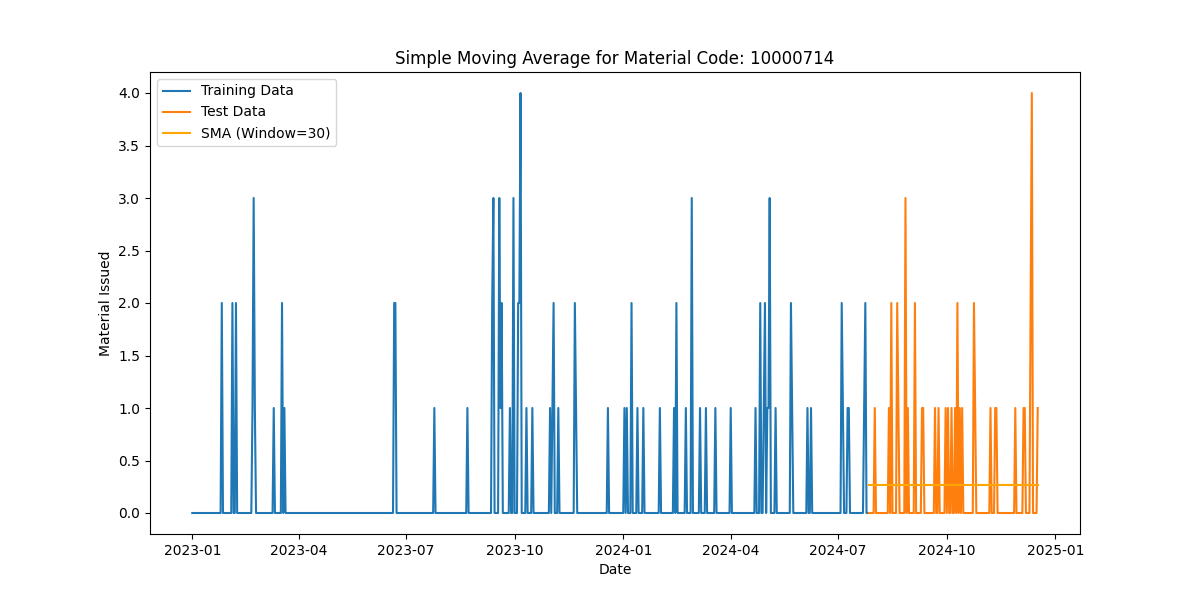 Simple Moving Average for Material Code: 10000714
Training Data
Test Data
SMA (Window=30)
Material Issued
4.0
3.5
3.0
2.5
2.0
1.5
1.0
0.5
0.0
2023-01 2023-04 2023-07 2023-10 2024-01 2024-04 2024-07 2024-10 2025-01
Date